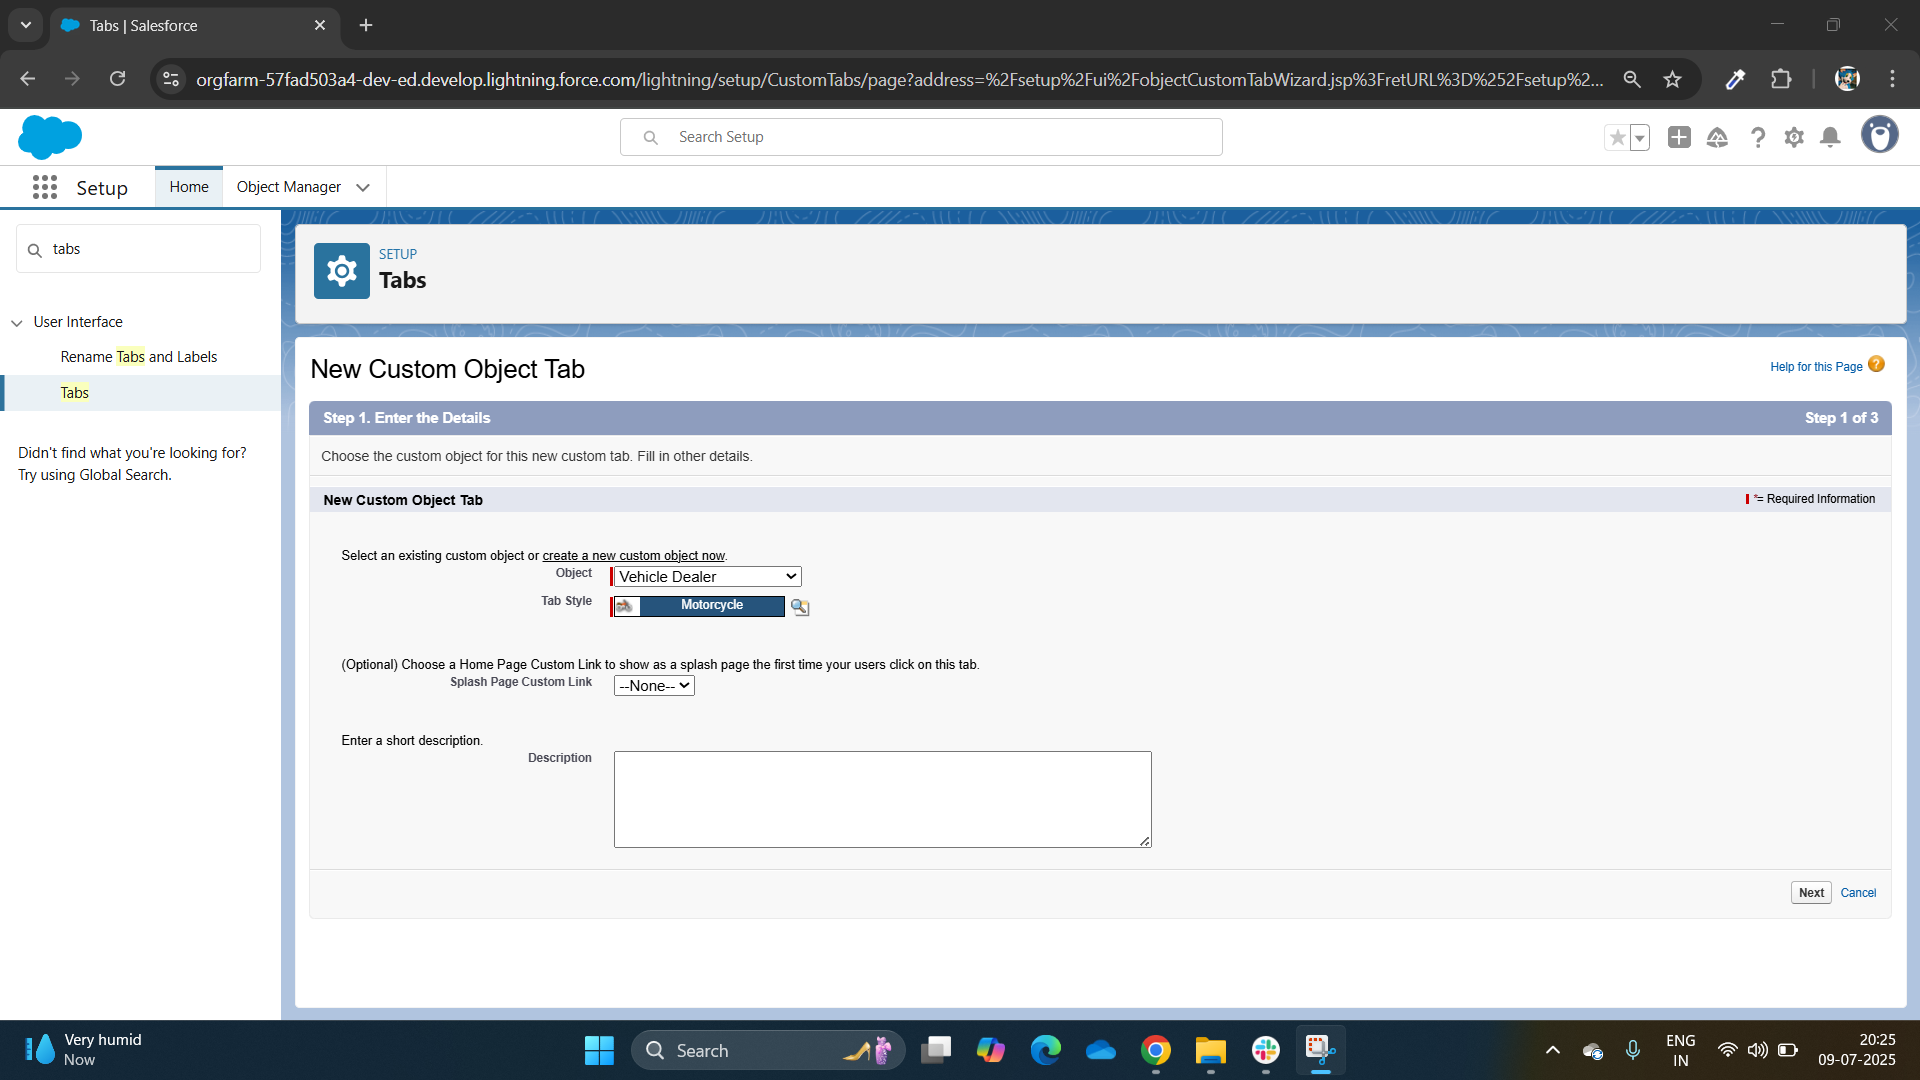 Tabs | Salesforce
orgfarm-57fad503a4-dev-ed.develop.lightning.force.com/lightning/setup/CustomTabs/page?address=%2Fsetup%2Fui%2FobjectCustomTabWizard.jsp%3FretURL%3D%252Fsetup%2...
Search Setup
Setup
Home
Object Manager
tabs
User Interface
Rename Tabs and Labels
Tabs
Didn't find what you're looking for?
Try using Global Search.
SETUP
Tabs
New Custom Object Tab
Help for this Page
Step 1. Enter the Details
Step 1 of 3
Choose the custom object for this new custom tab. Fill in other details.
New Custom Object Tab
*= Required Information
Select an existing custom object or create a new custom object now.
Object
Vehicle Dealer
Tab Style
Motorcycle
(Optional) Choose a Home Page Custom Link to show as a splash page the first time your users click on this tab.
Splash Page Custom Link
--None--
Enter a short description.
Description
Next
Cancel
Very humid
Now
Search
ENG
IN
20:25
09-07-2025